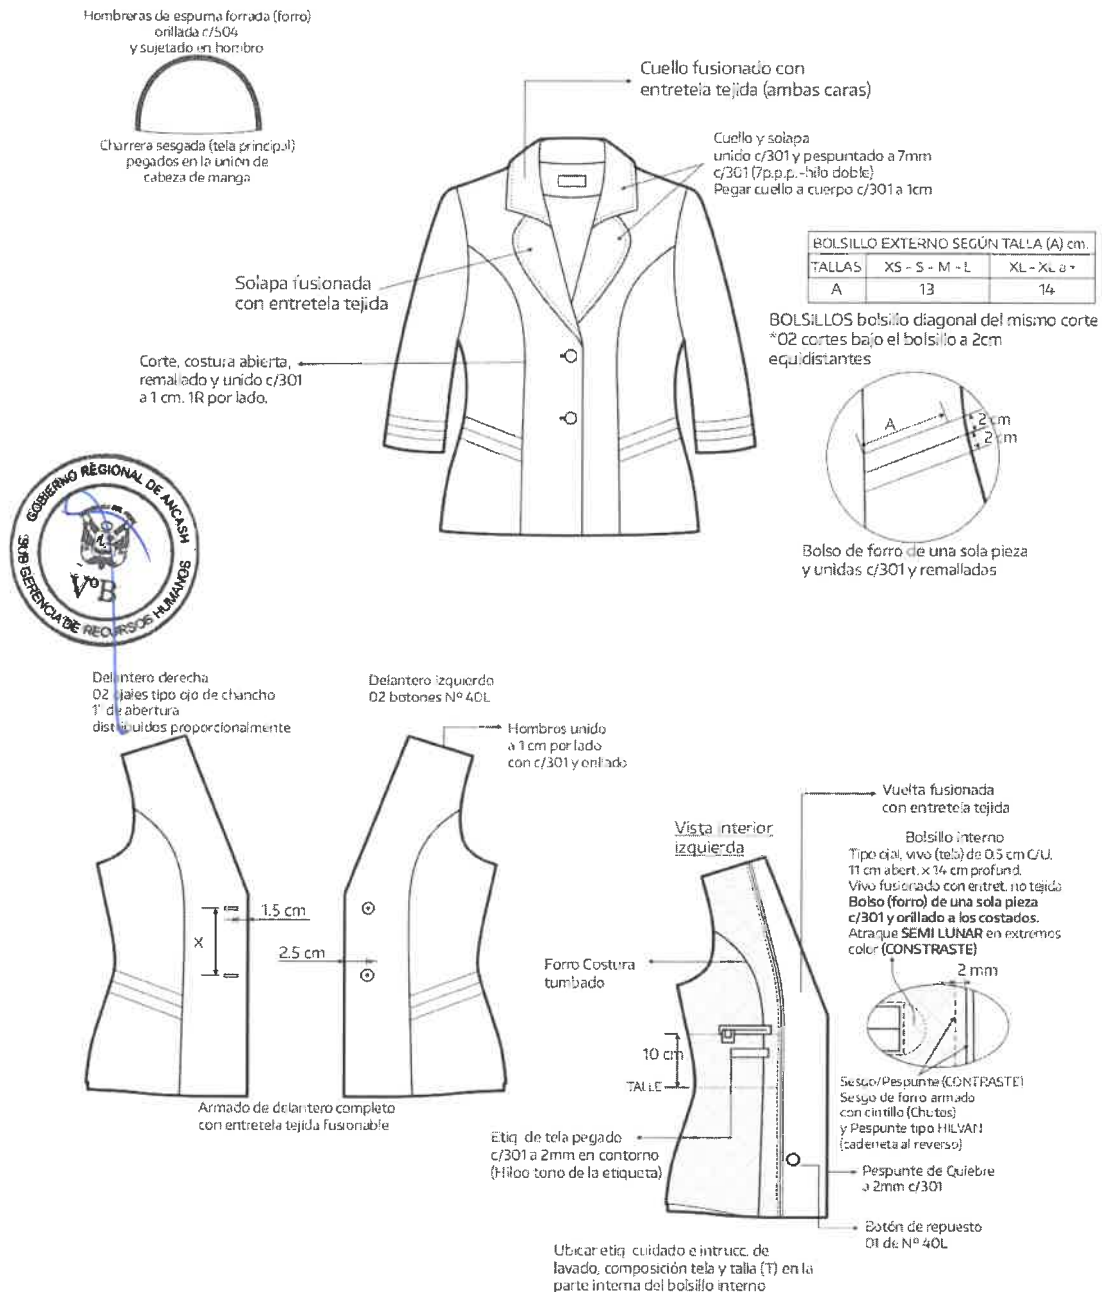 Hombreras de espuma forrada (forro)
orillada c/504
y sujetado en hombro
Charrera sesgada (tela principal)
pegados en la unión de
cabeza de manga
Cuello fusionado con
entretela tejida (ambas caras)
Cuello y solapa
unido c/301 y pespuntado a 7mm
c/301 (7p.p.p.-hilo doble)
Pegar cuello a cuerpo c/301 a 1cm
Solapa fusionada
con entretela tejida
BOLSILLO EXTERNO SEGÚN TALLA (A) cm.
TALLAS XS - S - M - L XL - XL a +
A 13 14
BOLSILLOS bolsillo diagonal del mismo corte
*02 cortes bajo el bolsillo a 2cm
equidistantes
Corte, costura abierta,
remallado y unido c/301
a 1 cm. 1R por lado.
A
2 cm
2 cm
Bolso de forro de una sola pieza
y unidas c/301 y remalladas
GOBIERNO REGIONAL DE ANCASH
SUB GERENCIA DE RECURSOS HUMANOS
VºB
Delantero derecha
02 ojales tipo ojo de chancho
1" de abertura
distribuidos proporcionalmente
Delantero izquierdo
02 botones Nº 40L
Hombros unido
a 1 cm por lado
con c/301 y orillado
1.5 cm
X
2.5 cm
Armado de delantero completo
con entretela tejida fusionable
Vista interior
izquierda
Vuelta fusionada
con entretela tejida
Bolsillo interno
Tipo ojal, vivo (tela) de 0.5 cm C/U.
11 cm abert. x 14 cm profund.
Vivo fusionado con entret. no tejida
Bolso (forro) de una sola pieza
c/301 y orillado a los costados.
Atraque SEMI LUNAR en extremos
color (CONSTRASTE)
2 mm
Forro Costura
tumbado
10 cm
TALLE
Sesgo/Pespunte (CONTRASTE)
Sesgo de forro armado
con cintillo (Chutos)
y Pespunte tipo HILVAN
(cadeneta al reverso)
Etiq. de tela pegado
c/301 a 2mm en contorno
(Hiloo tono de la etiqueta)
Pespunte de Quiebre
a 2mm c/301
Botón de repuesto
01 de Nº 40L
Ubicar etiq. cuidado e intrucc. de
lavado, composición tela y talla (T) en la
parte interna del bolsillo interno